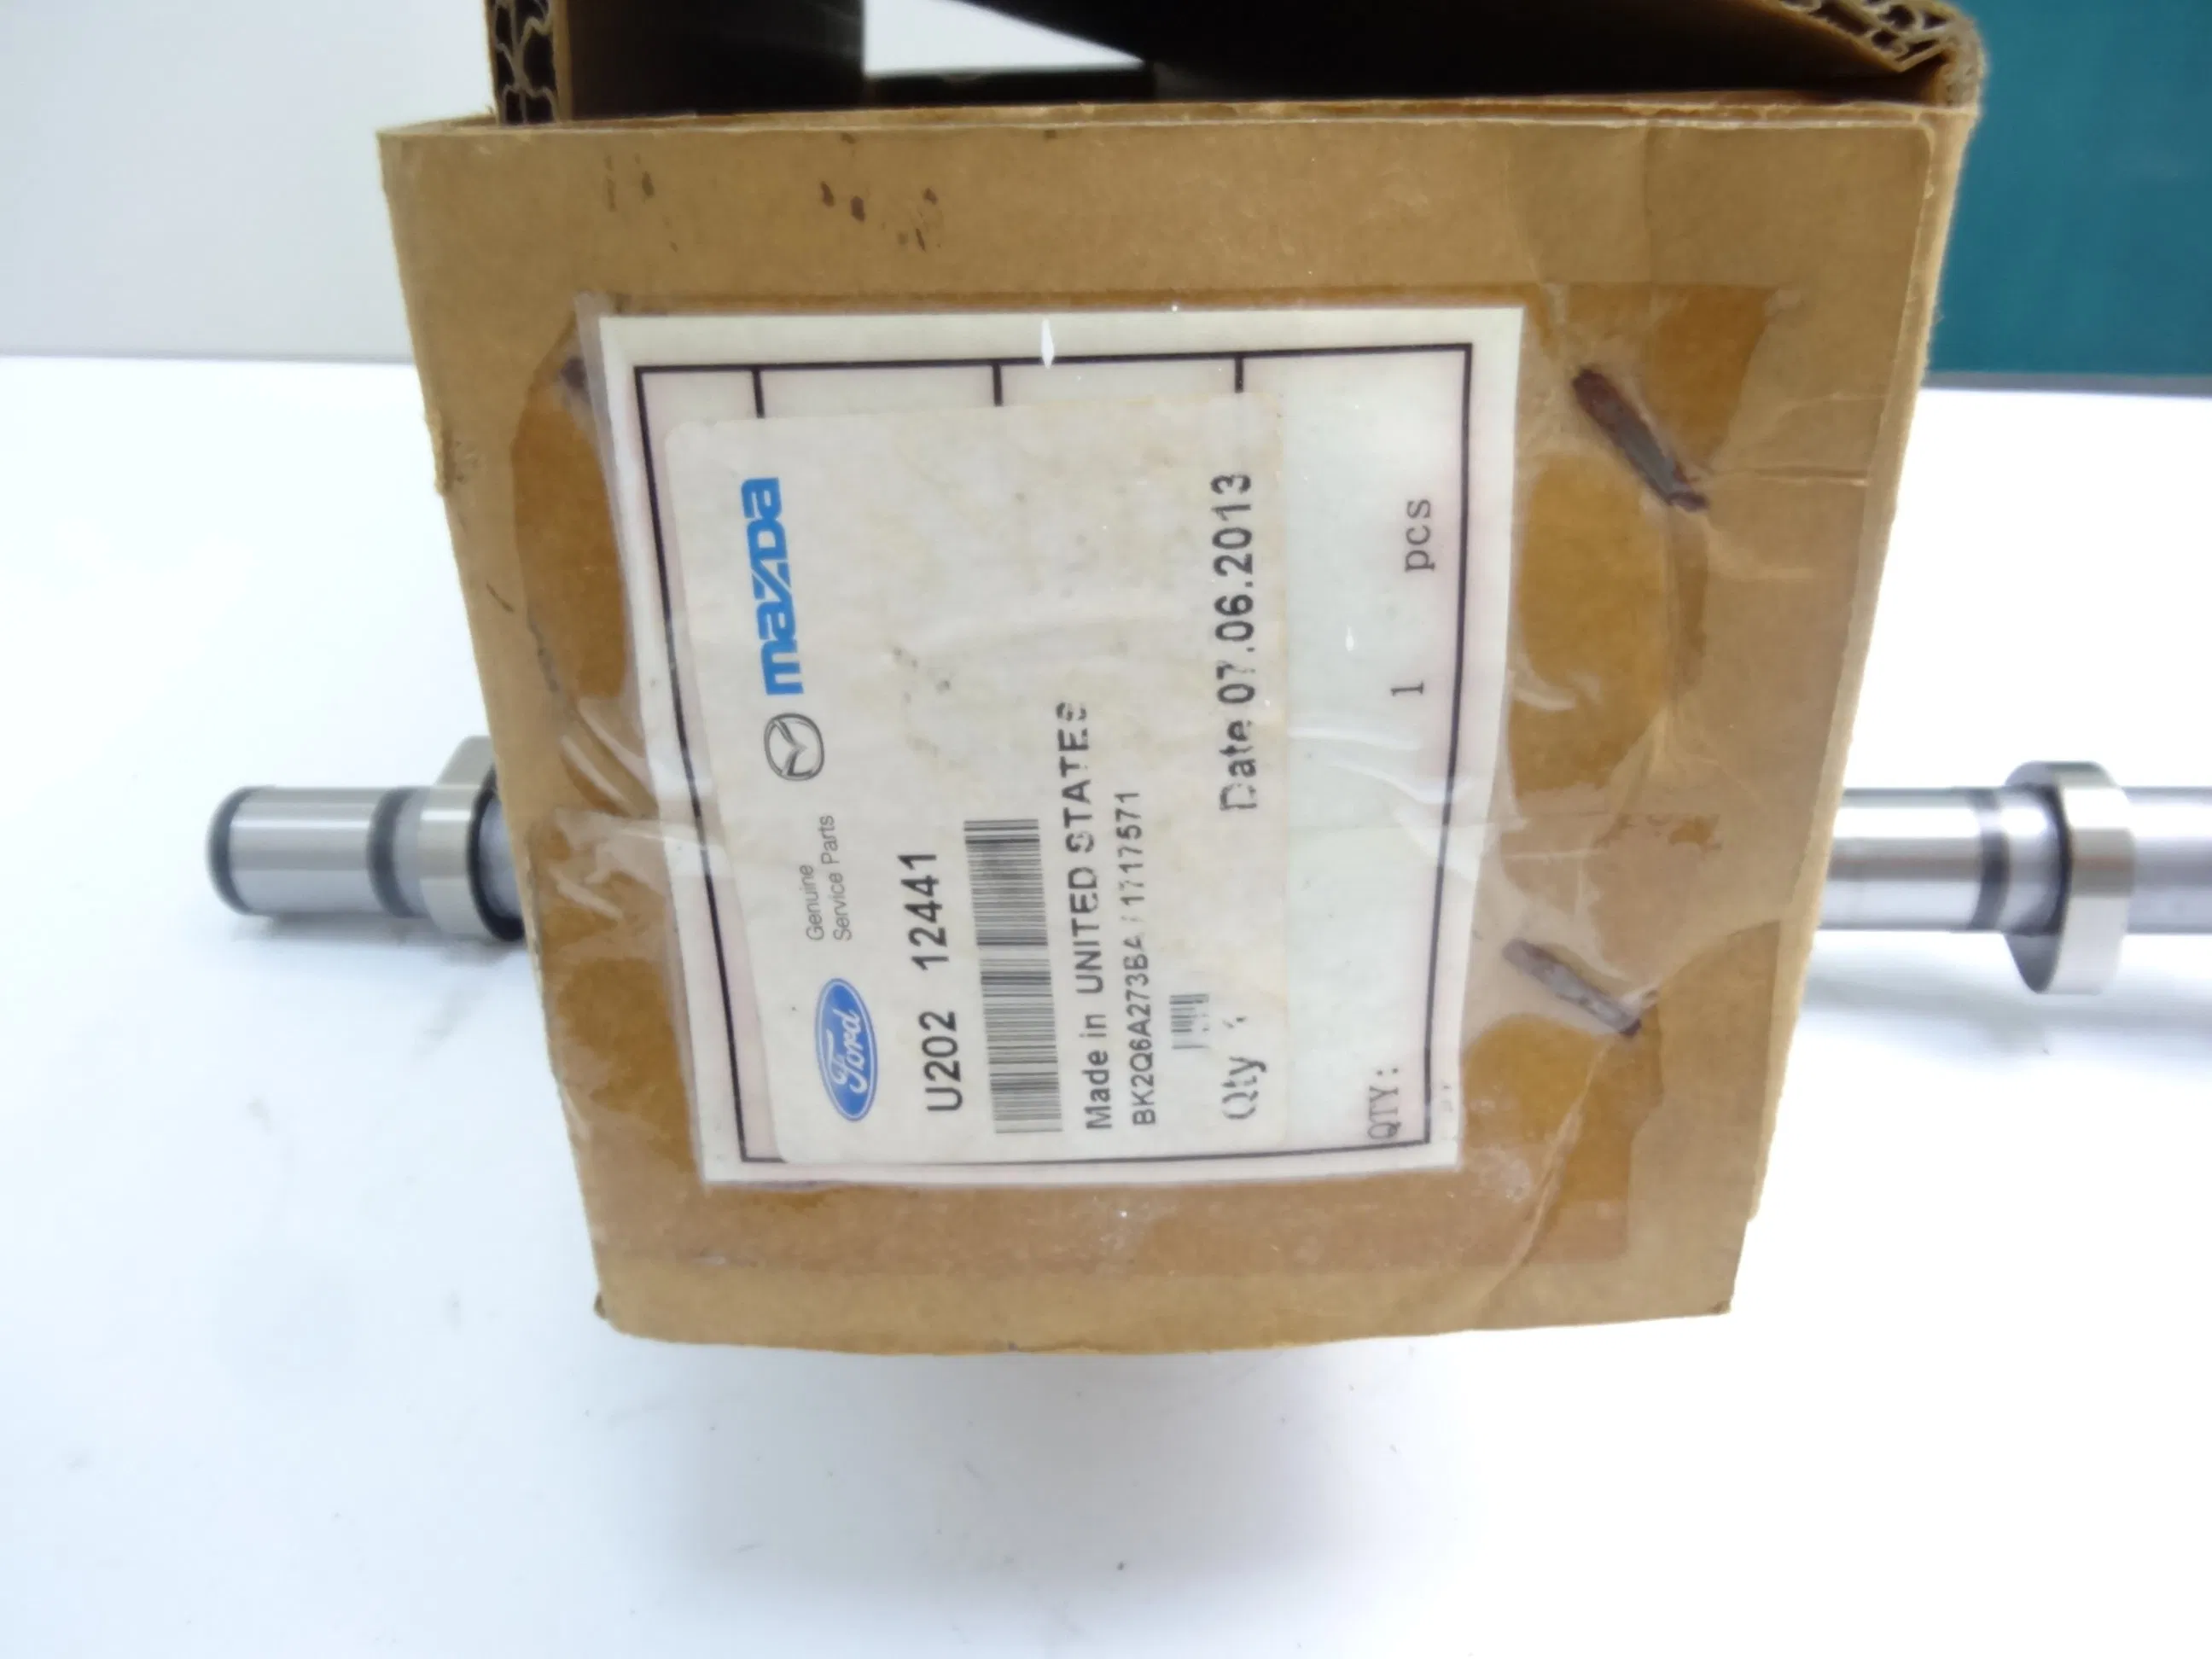 Ford
Genuine
Service Parts
mazda
U202 12441
Made in UNITED STATES
BK2Q6A273BA / 1717571
Qty
Date 07.06.2013
QTY: 1 pcs